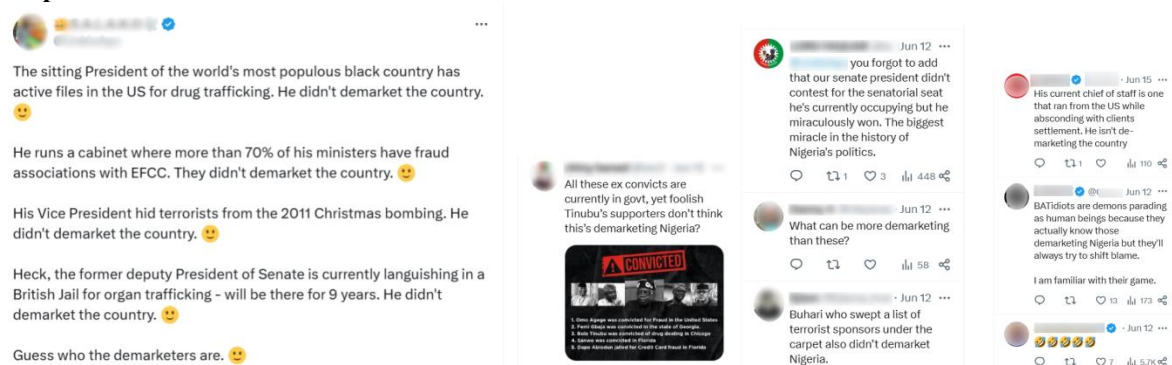 The sitting President of the world's most populous black country has
active files in the US for drug trafficking. He didn't demarket the country.
He runs a cabinet where more than 70% of his ministers have fraud
associations with EFCC. They didn't demarket the country.
His Vice President hid terrorists from the 2011 Christmas bombing. He
didn't demarket the country.
Heck, the former deputy President of Senate is currently languishing in a
British Jail for organ trafficking - will be there for 9 years. He didn't
demarket the country.
Guess who the demarketers are.
All these ex convicts are
currently in govt, yet foolish
Tinubu's supporters don't think
this's demarketing Nigeria?
CONVICTED
1. Omo Agege was convicted for Fraud in the United States
2. Femi Gbaja was convicted in the state of Georgia.
3. Bola Tinubu was convicted of drug dealing in Chicago
4. Sanwo was convicted in Florida
5. Dapo Abiodun jailed for Credit Card fraud in Florida
Jun 12
you forgot to add
that our senate president didn't
contest for the senatorial seat
he's currently occupying but he
miraculously won. The biggest
miracle in the history of
Nigeria's politics.
1 3 448
Jun 12
What can be more demarketing
than these?
58
· Jun 12
Buhari who swept a list of
terrorist sponsors under the
carpet also didn't demarket
Nigeria.
· Jun 15
His current chief of staff is one
that ran from the US while
absconding with clients
settlement. He isn't de-
marketing the country
1 110
Jun 12
BATidiots are demons parading
as human beings because they
actually know those
demarketing Nigeria but they'll
always try to shift blame.
I am familiar with their game.
13 173
· Jun 12
7 5.7K